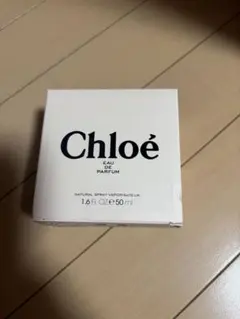 Chloé
EAU
DE
PARFUM
NATURAL SPRAY VAPORISATEUR
1.6 fl. OZ ℮ 50 ml